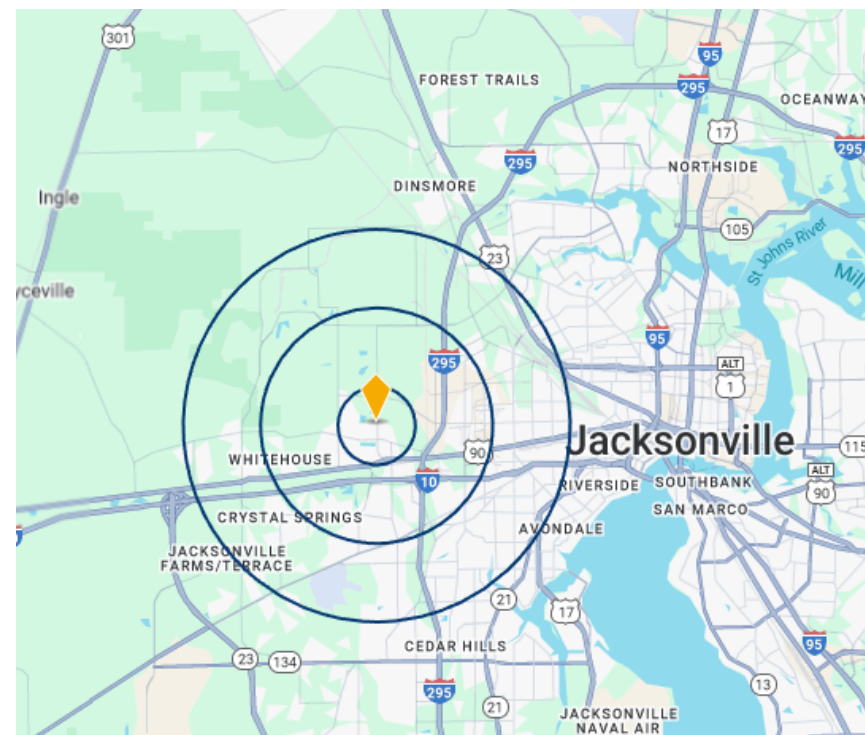 301
95
FOREST TRAILS
295
OCEANWAY
17
295
295
NORTHSIDE
DINSMORE
Ingle
105
St Johns River
23
Mill
yceville
95
295
ALT
1
Jacksonville
115
90
WHITEHOUSE
ALT
90
10
RIVERSIDE
SOUTHBANK
SAN MARCO
CRYSTAL SPRINGS
AVONDALE
JACKSONVILLE
FARMS/TERRACE
21
17
95
CEDAR HILLS
23
134
13
295
21
JACKSONVILLE
NAVAL AIR